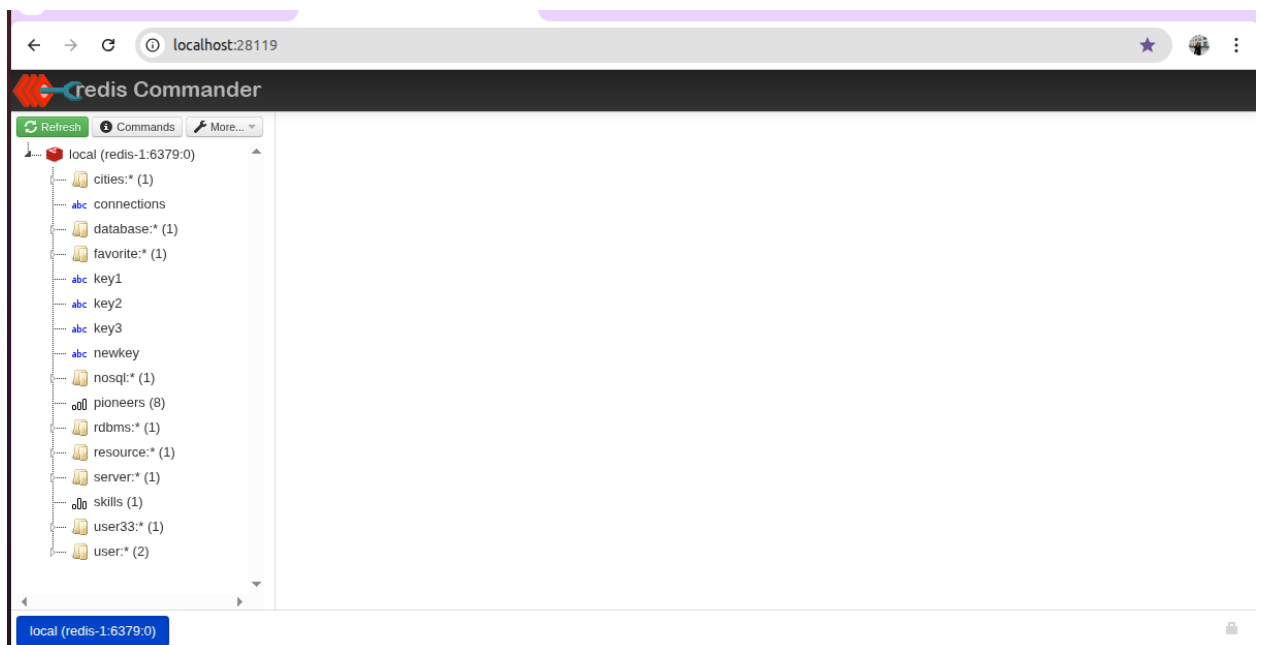 localhost:28119
redis Commander
Refresh Commands More...
local (redis-1:6379:0)
cities:* (1)
abc connections
database:* (1)
favorite:* (1)
abc key1
abc key2
abc key3
abc newkey
nosql:* (1)
pioneers (8)
rdbms:* (1)
resource:* (1)
server:* (1)
skills (1)
user33:* (1)
user:* (2)
local (redis-1:6379:0)